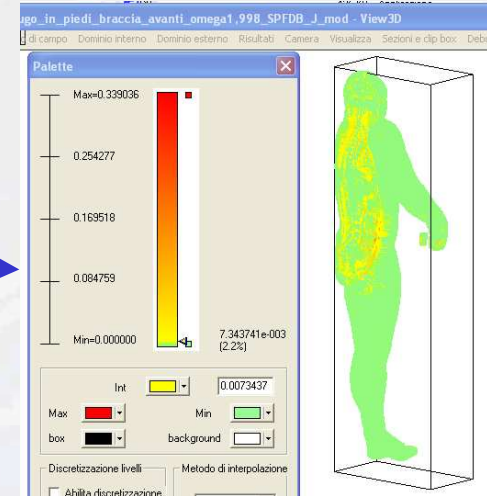 ugo_in_piedi_braccia_avanti_omega1,998_SPFDB_J_mod - View3D
di campo Dominio interno Dominio esterno Risultati Camera Visualizza Sezioni e clip box
Palette
Max=0.339036
0.254277
0.169518
0.084759
Min=0.000000
7.343741e-003
(2.2%)
Int
0.0073437
Max
Min
box
background
Discretizzazione livelli
Metodo di interpolazione
Abilita discretizzazione